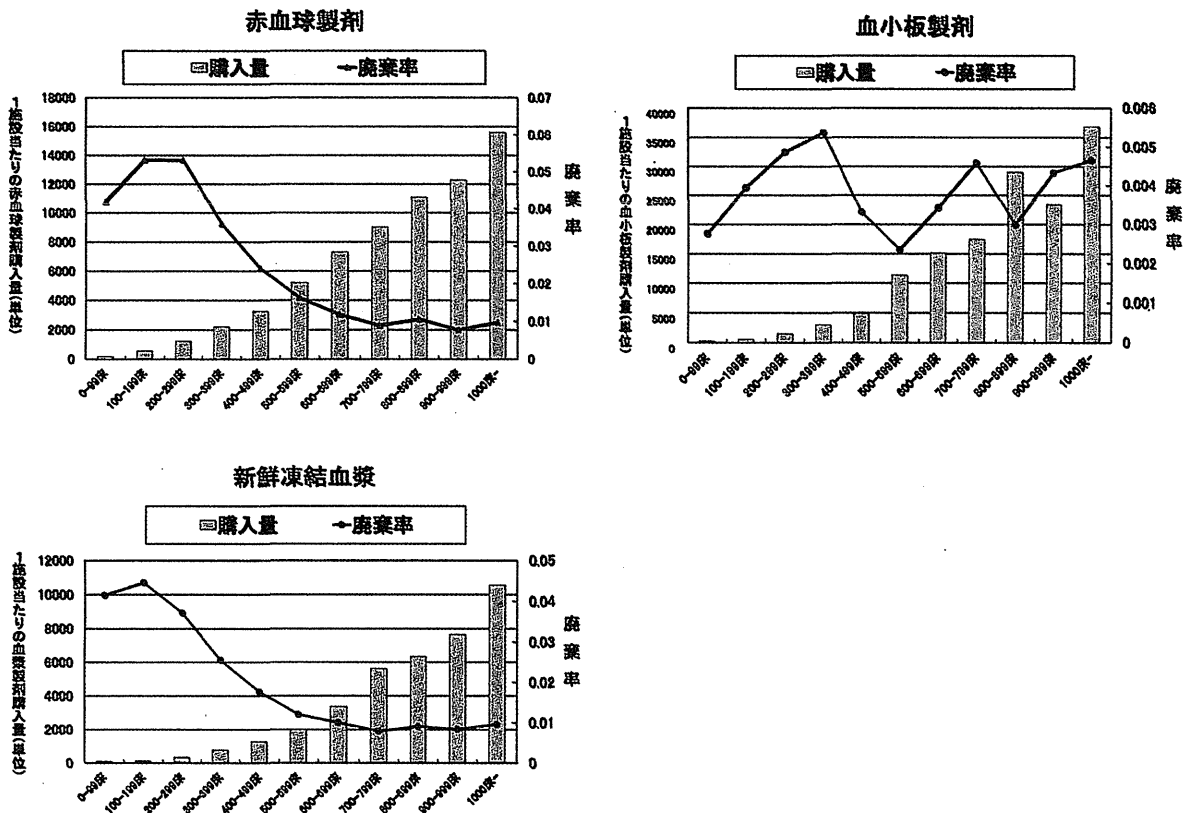 赤血球製剤
購入量 廃棄率
1施設当たりの赤血球製剤購入量(単位)
18000
16000
14000
12000
10000
8000
6000
4000
2000
0
0.07
0.06
0.05
0.04
0.03
0.02
0.01
0
廃棄率
0-99床
100-199床
200-299床
300-399床
400-499床
500-599床
600-699床
700-799床
800-899床
900-999床
1000床-
血小板製剤
購入量 廃棄率
1施設当たりの血小板製剤購入量(単位)
40000
35000
30000
25000
20000
15000
10000
5000
0
0.006
0.005
0.004
0.003
0.002
0.001
0
廃棄率
0-99床
100-199床
200-299床
300-399床
400-499床
500-599床
600-699床
700-799床
800-899床
900-999床
1000床-
新鮮凍結血漿
購入量 廃棄率
1施設当たりの血漿製剤購入量(単位)
12000
10000
8000
6000
4000
2000
0
0.05
0.04
0.03
0.02
0.01
0
廃棄率
0-99床
100-199床
200-299床
300-399床
400-499床
500-599床
600-699床
700-799床
800-899床
900-999床
1000床-